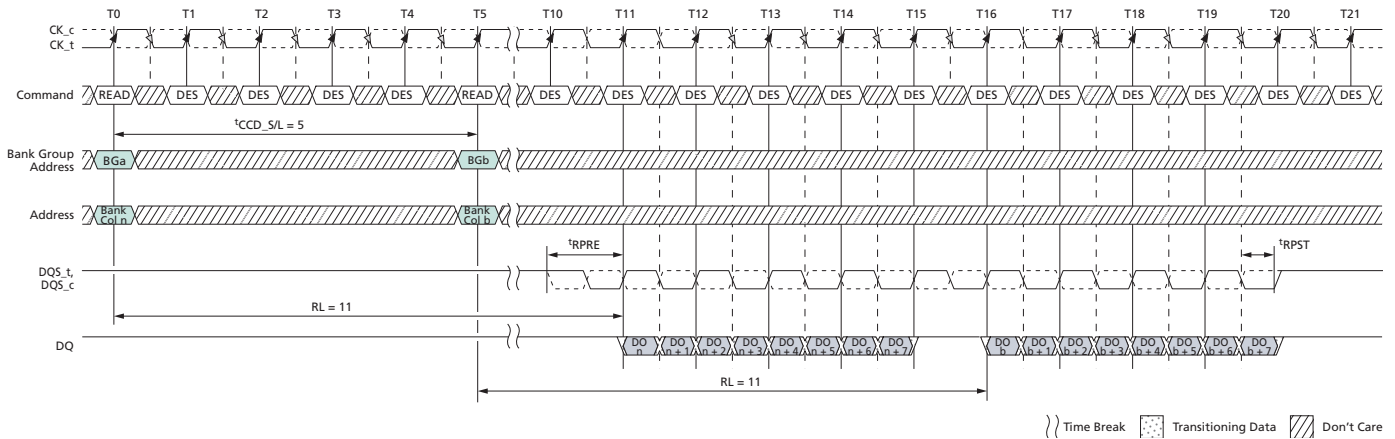 T0 T1 T2 T3 T4 T5 T10 T11 T12 T13 T14 T15 T16 T17 T18 T19 T20 T21
CK_c
CK_t
Command READ DES DES DES DES READ DES DES DES DES DES DES DES DES DES DES DES DES
tCCD_S/L = 5
Bank Group
Address BGa BGb
Address Bank Col n Bank Col b
tRPRE tRPST
DQS_t,
DQS_c
RL = 11
DQ DO n DO n + 1 DO n + 2 DO n + 3 DO n + 4 DO n + 5 DO n + 6 DO n + 7 DO b DO b + 1 DO b + 2 DO b + 3 DO b + 4 DO b + 5 DO b + 6 DO b + 7
RL = 11
Time Break Transitioning Data Don't Care